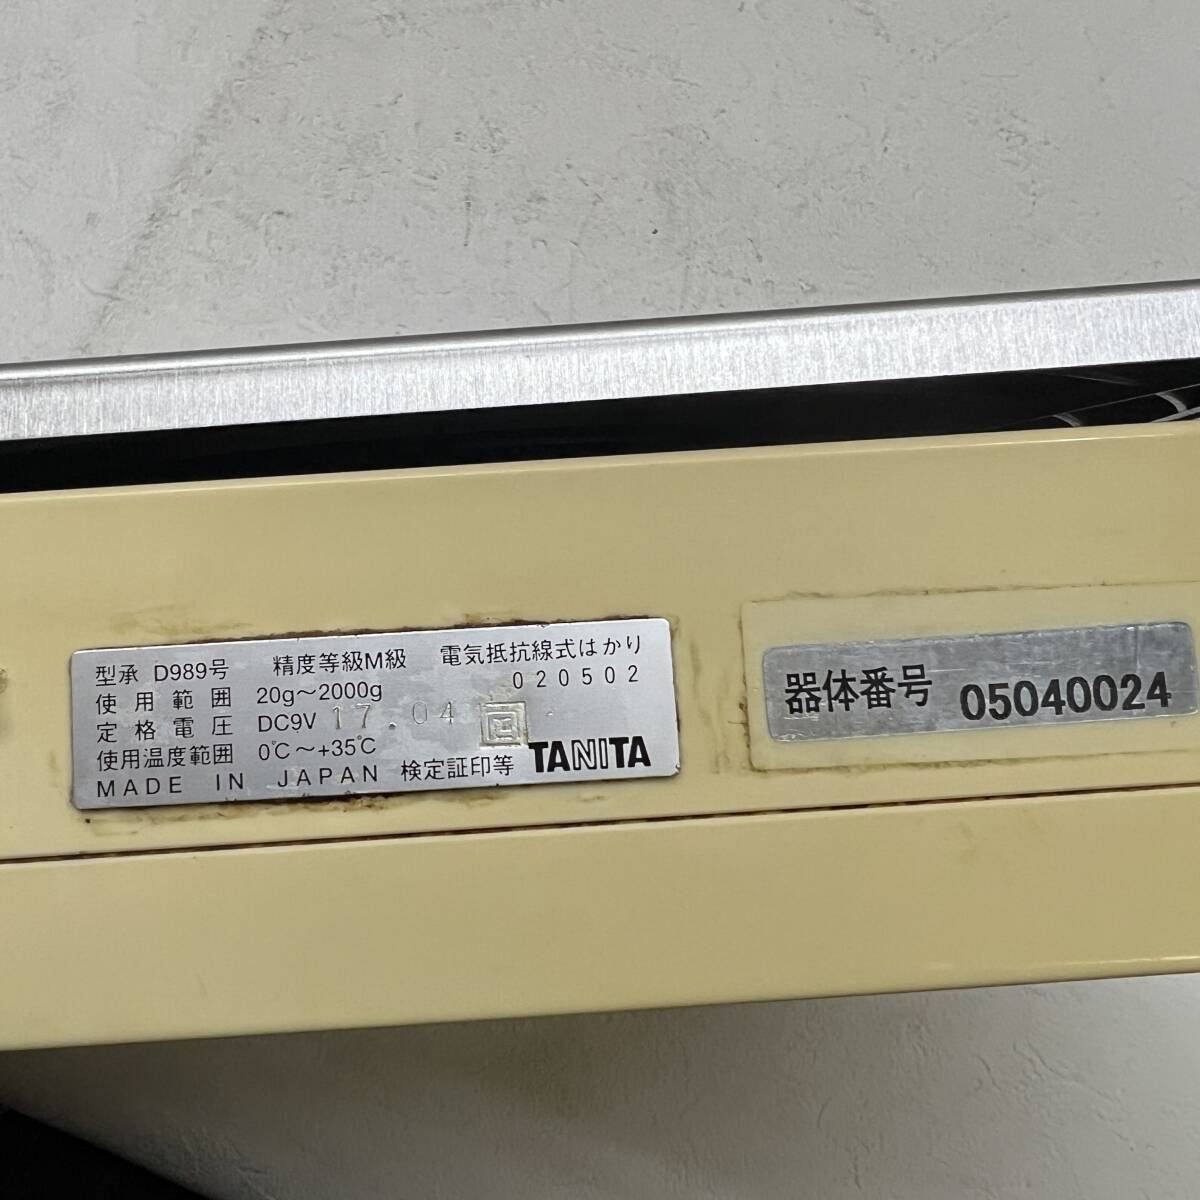 型承 D989号 精度等級M級 電気抵抗線式はかり
使用範囲 20g～2000g 020502
定格電圧 DC9V 17.04
使用温度範囲 0℃～+35℃
MADE IN JAPAN 検定証印等 TANITA
器体番号 05040024